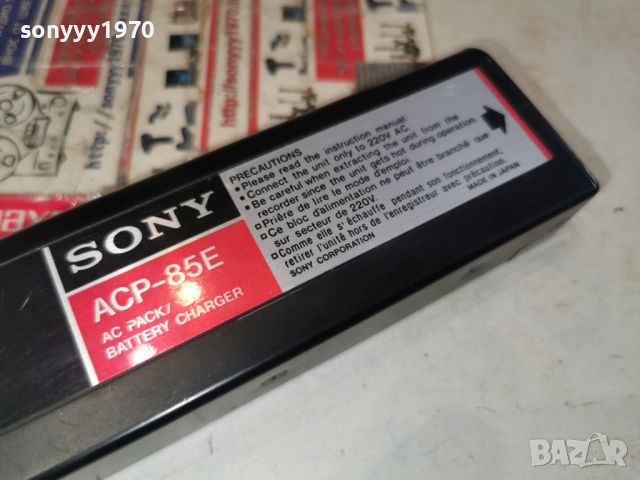 sonyyy1970
SONY
ACP-85E
AC PACK/
BATTERY CHARGER
PRECAUTIONS
•Please read the instruction manual.
•Connect the unit only to 220V AC.
•Be careful when extracting the unit from the
recorder since the unit gets hot during operation.
□Prière de lire le mode d'emploi.
□Ce bloc d'alimentation ne peut être branché que
sur secteur de 220V.
□Comme elle s'échauffe pendant son fonctionnement,
retirer l'unité hors de l'enregistreur avec précaution.
SONY CORPORATION
MADE IN JAPAN
sonyyy1970
BAZAR